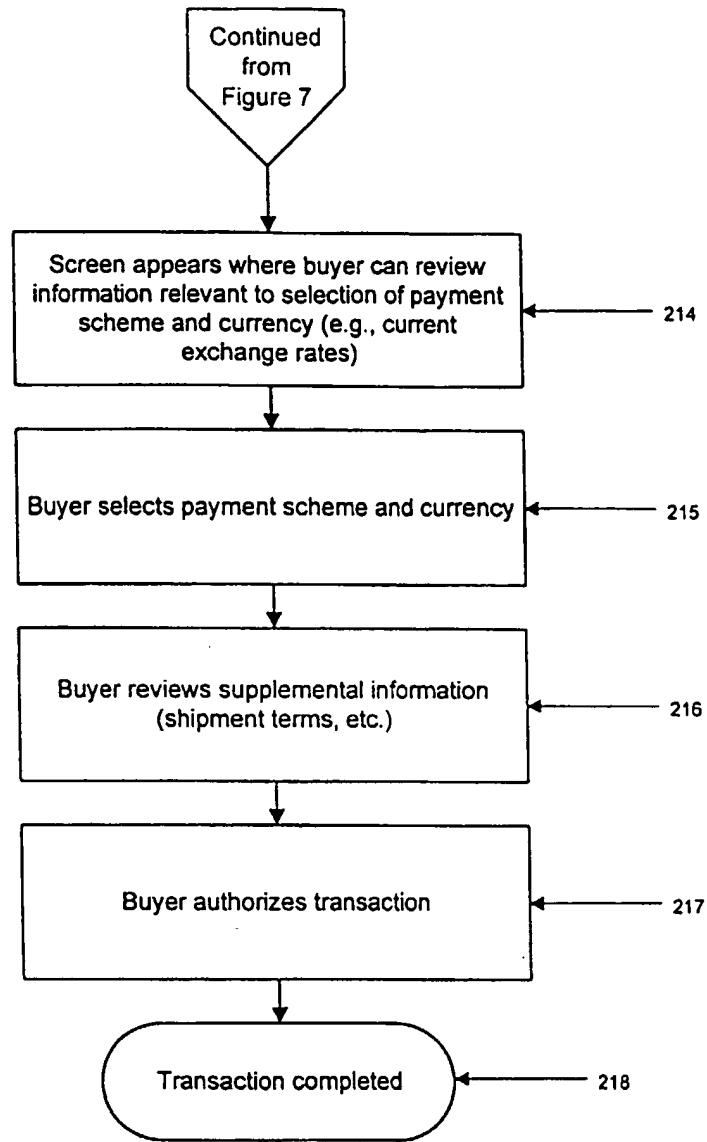 Continued
from
Figure 7
Screen appears where buyer can review
information relevant to selection of payment
scheme and currency (e.g., current
exchange rates)
214
Buyer selects payment scheme and currency
215
Buyer reviews supplemental information
(shipment terms, etc.)
216
Buyer authorizes transaction
217
Transaction completed
218